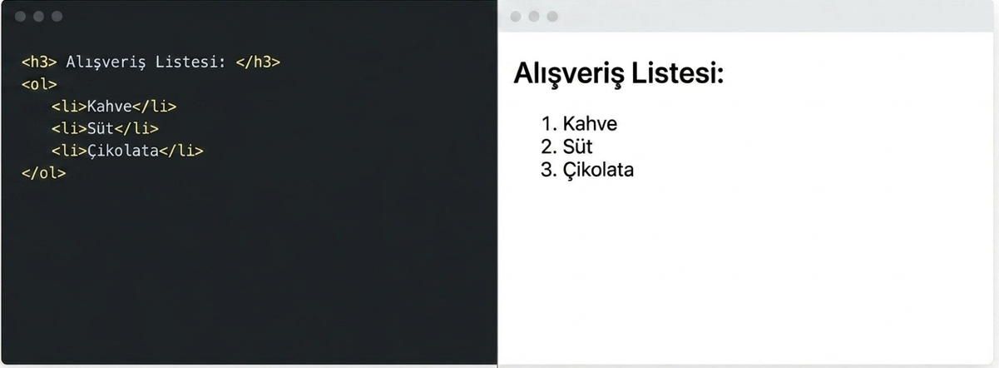 <h3> Alışveriş Listesi: </h3>
<ol>
<li>Kahve</li>
<li>Süt</li>
<li>Çikolata</li>
</ol>
Alışveriş Listesi:
1. Kahve
2. Süt
3. Çikolata